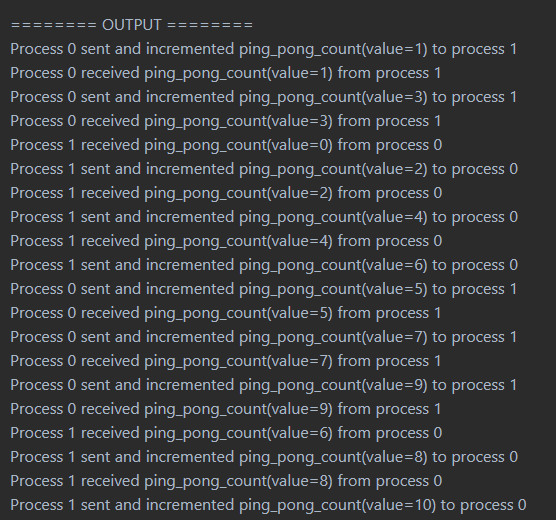 ======== OUTPUT ========
Process 0 sent and incremented ping_pong_count(value=1) to process 1
Process 0 received ping_pong_count(value=1) from process 1
Process 0 sent and incremented ping_pong_count(value=3) to process 1
Process 0 received ping_pong_count(value=3) from process 1
Process 1 received ping_pong_count(value=0) from process 0
Process 1 sent and incremented ping_pong_count(value=2) to process 0
Process 1 received ping_pong_count(value=2) from process 0
Process 1 sent and incremented ping_pong_count(value=4) to process 0
Process 1 received ping_pong_count(value=4) from process 0
Process 1 sent and incremented ping_pong_count(value=6) to process 0
Process 0 sent and incremented ping_pong_count(value=5) to process 1
Process 0 received ping_pong_count(value=5) from process 1
Process 0 sent and incremented ping_pong_count(value=7) to process 1
Process 0 received ping_pong_count(value=7) from process 1
Process 0 sent and incremented ping_pong_count(value=9) to process 1
Process 0 received ping_pong_count(value=9) from process 1
Process 1 received ping_pong_count(value=6) from process 0
Process 1 sent and incremented ping_pong_count(value=8) to process 0
Process 1 received ping_pong_count(value=8) from process 0
Process 1 sent and incremented ping_pong_count(value=10) to process 0